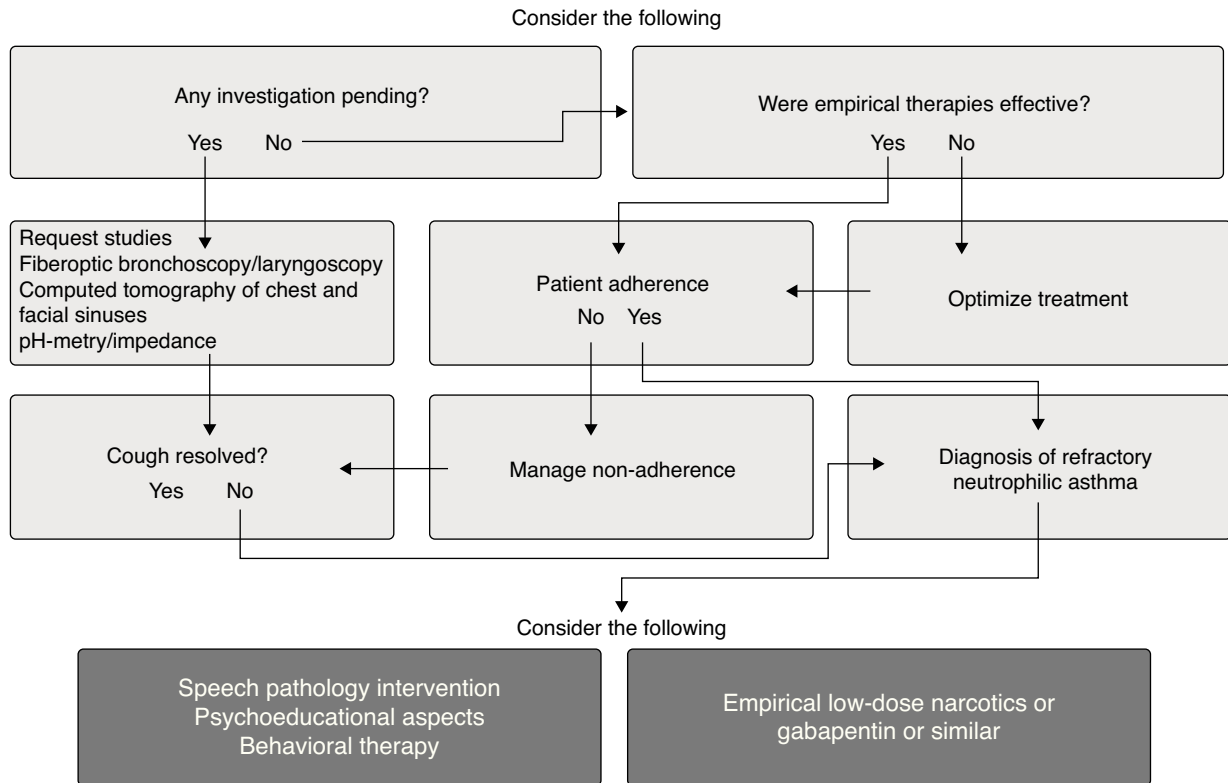 Consider the following
Any investigation pending?
Yes No
Were empirical therapies effective?
Yes No
Request studies
Fiberoptic bronchoscopy/laryngoscopy
Computed tomography of chest and
facial sinuses
pH-metry/impedance
Patient adherence
No Yes
Optimize treatment
Cough resolved?
Yes No
Manage non-adherence
Diagnosis of refractory
neutrophilic asthma
Consider the following
Speech pathology intervention
Psychoeducational aspects
Behavioral therapy
Empirical low-dose narcotics or
gabapentin or similar